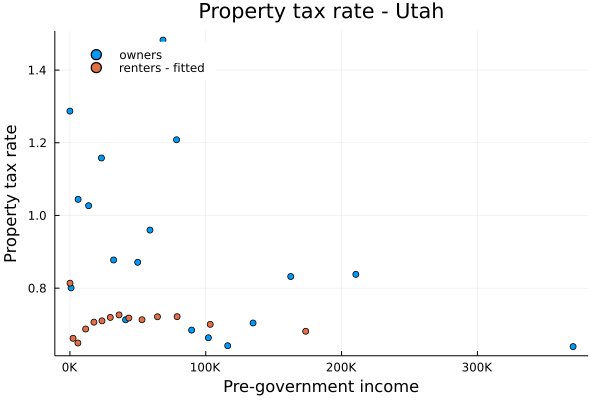 Property tax rate - Utah
owners
renters - fitted
1.4
1.2
1.0
0.8
Property tax rate
0K
100K
200K
300K
Pre-government income